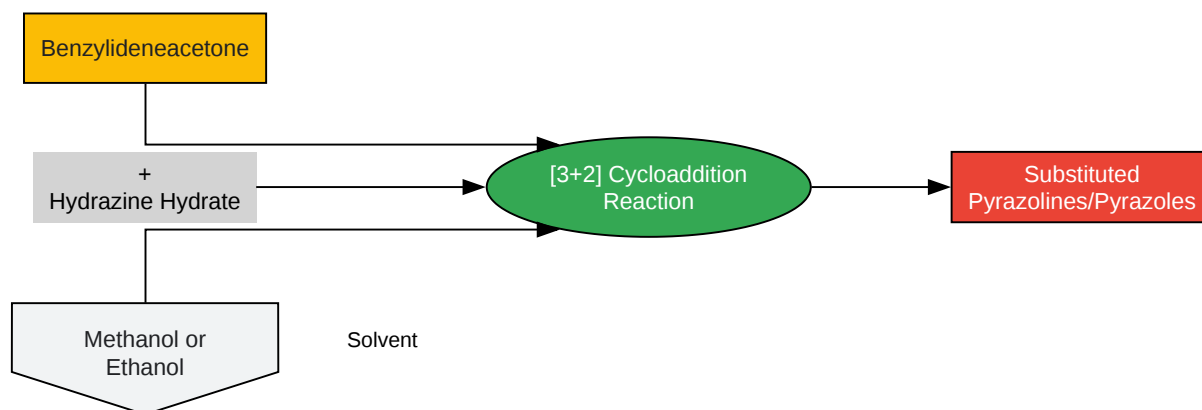 Benzylideneacetone
+
Hydrazine Hydrate
[3+2] Cycloaddition
Reaction
Substituted
Pyrazolines/Pyrazoles
Methanol or
Ethanol
Solvent